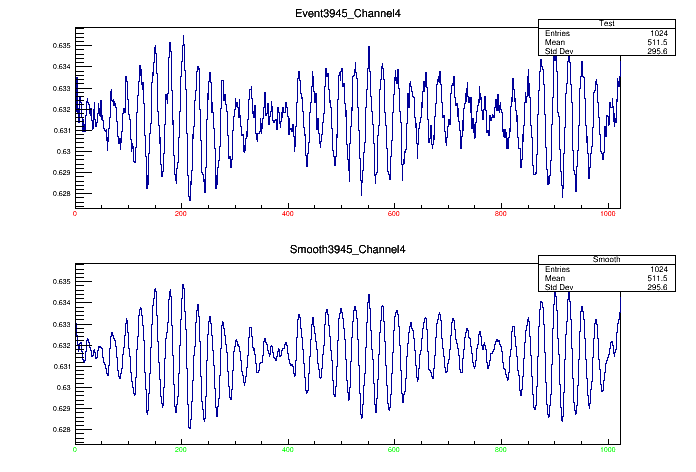 Event3945_Channel4
Test
Entries 1024
Mean 511.5
Std Dev 295.6
0.635
0.634
0.633
0.632
0.631
0.63
0.629
0.628
0 200 400 600 800 1000
Smooth3945_Channel4
Smooth
Entries 1024
Mean 511.5
Std Dev 295.6
0.635
0.634
0.633
0.632
0.631
0.63
0.629
0.628
0 200 400 600 800 1000